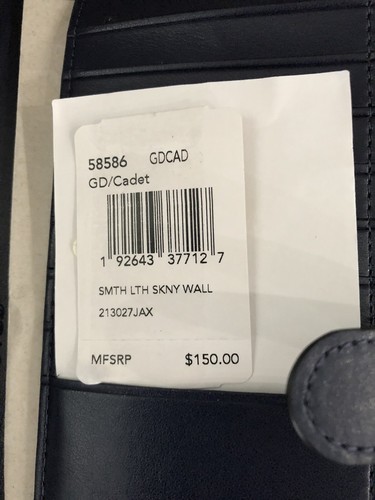 58586 GDCAD
GD/Cadet
1 92643 37712 7
SMTH LTH SKNY WALL
213027JAX
MFSRP $150.00